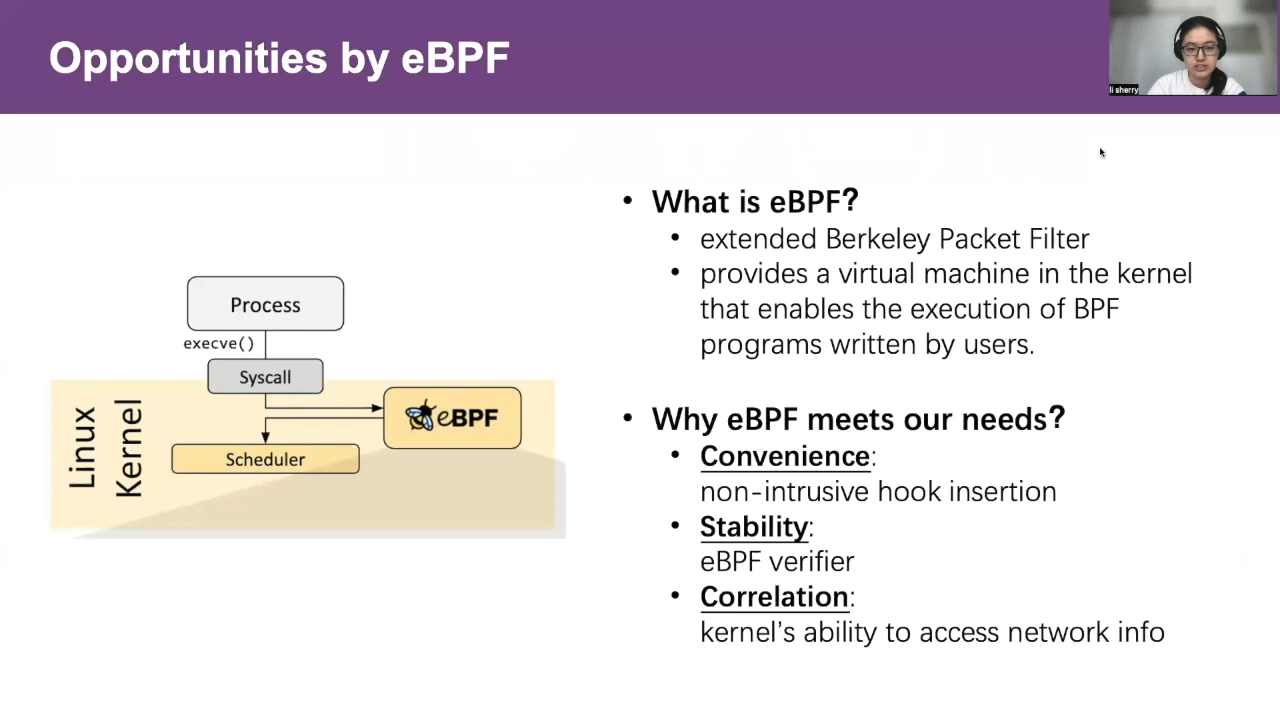 Opportunities by eBPF
li sherry
Process
execve()
Syscall
Linux
Kernel
eBPF
Scheduler
• What is eBPF?
• extended Berkeley Packet Filter
• provides a virtual machine in the kernel
that enables the execution of BPF
programs written by users.
• Why eBPF meets our needs?
• Convenience:
non-intrusive hook insertion
• Stability:
eBPF verifier
• Correlation:
kernel's ability to access network info